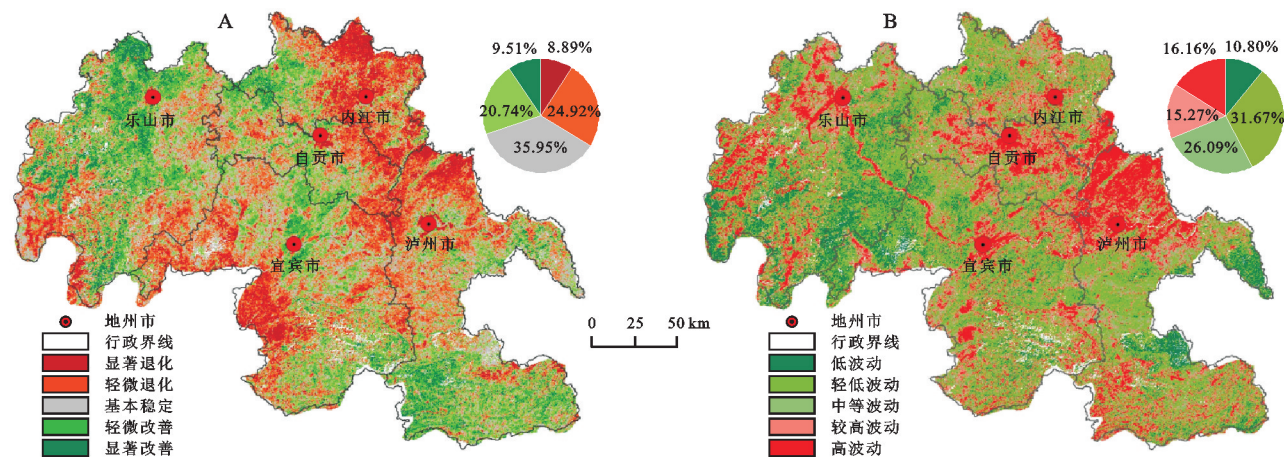 A
9.51%
8.89%
20.74%
24.92%
35.95%
乐山市
内江市
自贡市
泸州市
宜宾市
地州市
行政界线
显著退化
轻微退化
基本稳定
轻微改善
显著改善
0 25 50 km
B
16.16%
10.80%
15.27%
31.67%
26.09%
乐山市
内江市
自贡市
泸州市
宜宾市
地州市
行政界线
低波动
轻低波动
中等波动
较高波动
高波动